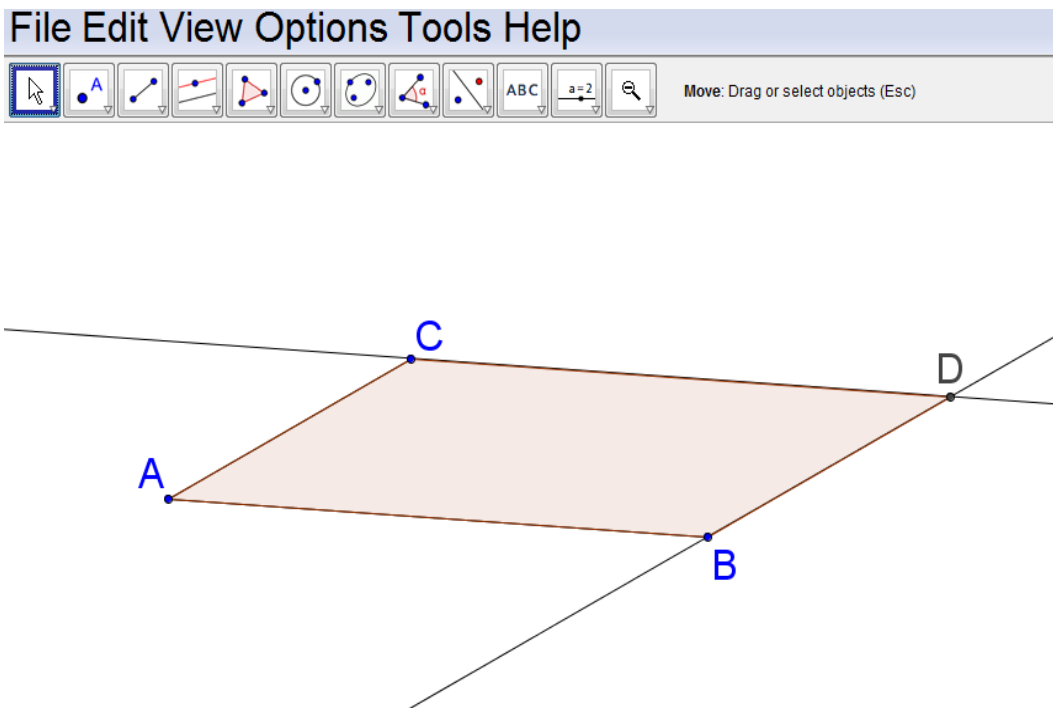 File Edit View Options Tools Help
A α ABC a=2 Move: Drag or select objects (Esc)
C
D
A
B